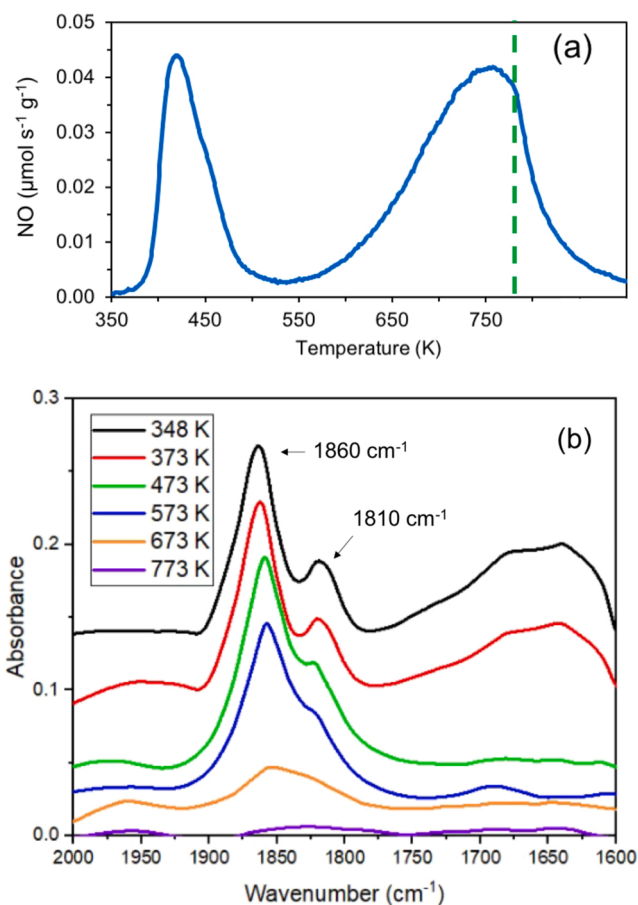 (a)
NO (µmol s⁻¹ g⁻¹)
0.05
0.04
0.03
0.02
0.01
0.00
350 450 550 650 750
Temperature (K)
(b)
Absorbance
0.3
0.2
0.1
0.0
348 K
373 K
473 K
573 K
673 K
773 K
1860 cm⁻¹
1810 cm⁻¹
2000 1950 1900 1850 1800 1750 1700 1650 1600
Wavenumber (cm⁻¹)